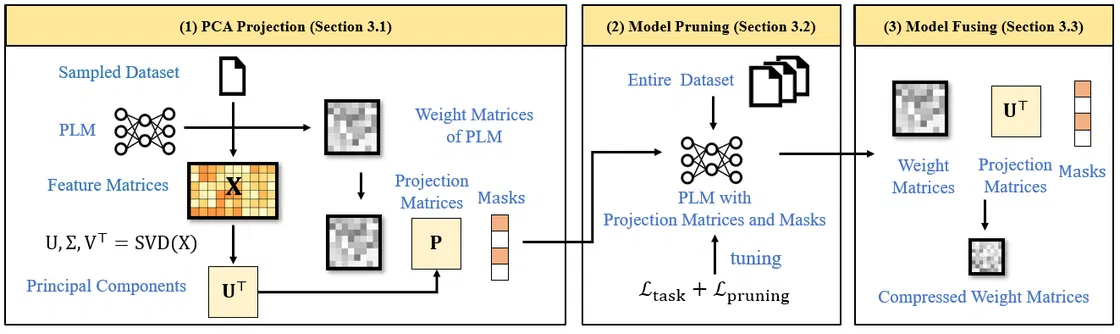 (1) PCA Projection (Section 3.1)
Sampled Dataset
PLM
Weight Matrices
of PLM
Feature Matrices
X
Projection
Matrices
Masks
U, Σ, V⊤ = SVD(X)
P
Principal Components
U⊤
(2) Model Pruning (Section 3.2)
Entire Dataset
PLM with
Projection Matrices and Masks
tuning
ℒtask + ℒpruning
(3) Model Fusing (Section 3.3)
U⊤
Weight
Matrices
Projection
Matrices
Masks
Compressed Weight Matrices